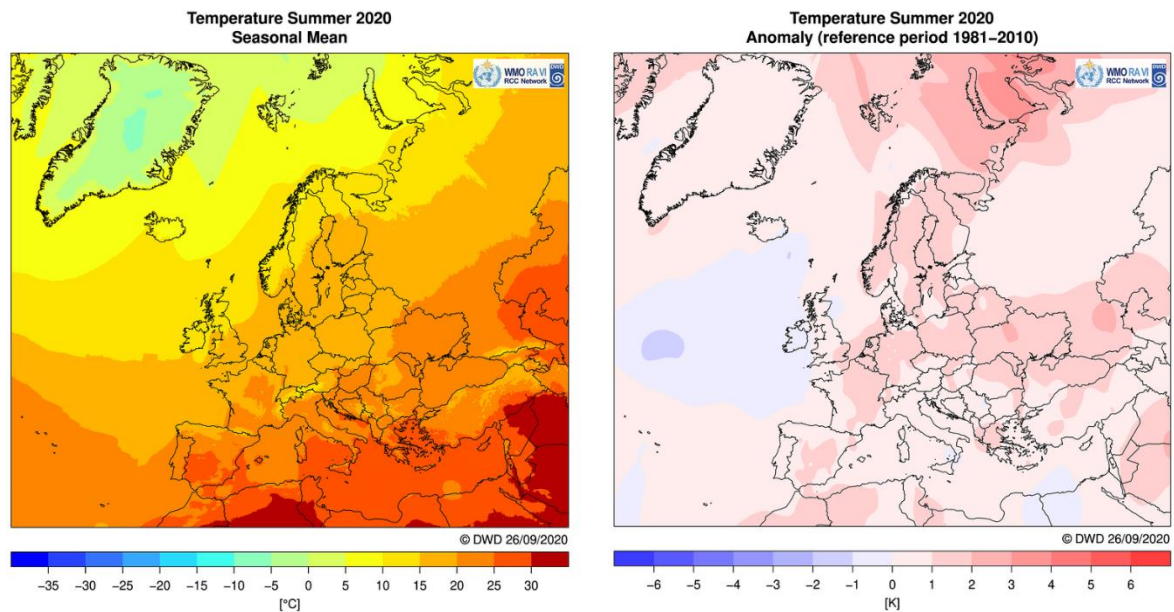 Temperature Summer 2020
Seasonal Mean
WMO RA VI
RCC Network
DWD
© DWD 26/09/2020
−35 −30 −25 −20 −15 −10 −5 0 5 10 15 20 25 30
[°C]
Temperature Summer 2020
Anomaly (reference period 1981−2010)
WMO RA VI
RCC Network
DWD
© DWD 26/09/2020
−6 −5 −4 −3 −2 −1 0 1 2 3 4 5 6
[K]